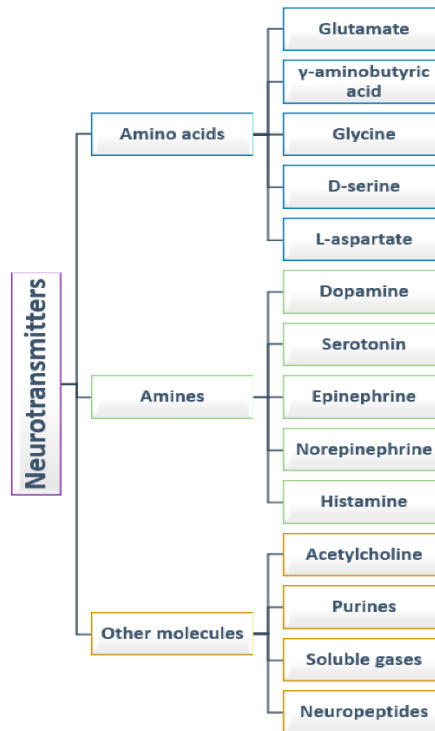 Neurotransmitters
Amino acids
Glutamate
γ-aminobutyric
acid
Glycine
D-serine
L-aspartate
Amines
Dopamine
Serotonin
Epinephrine
Norepinephrine
Histamine
Other molecules
Acetylcholine
Purines
Soluble gases
Neuropeptides